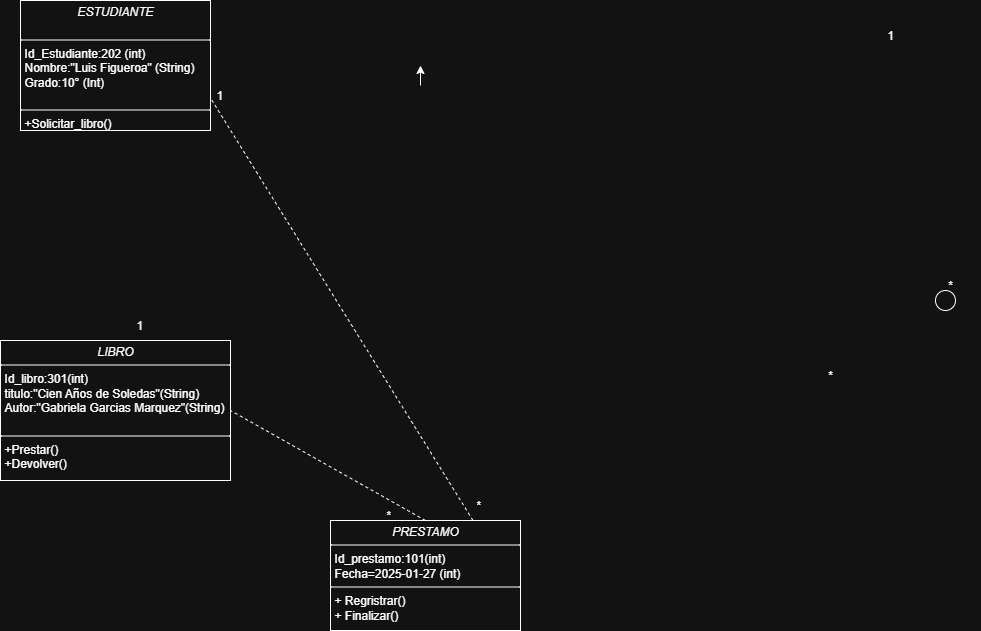 ESTUDIANTE
Id_Estudiante:202 (int)
Nombre:"Luis Figueroa" (String)
Grado:10° (Int)
+Solicitar_libro()
1
1
1
LIBRO
Id_libro:301(int)
titulo:"Cien Años de Soledas"(String)
Autor:"Gabriela Garcias Marquez"(String)
+Prestar()
+Devolver()
*
*
*
*
PRESTAMO
Id_prestamo:101(int)
Fecha=2025-01-27 (int)
+ Regristrar()
+ Finalizar()